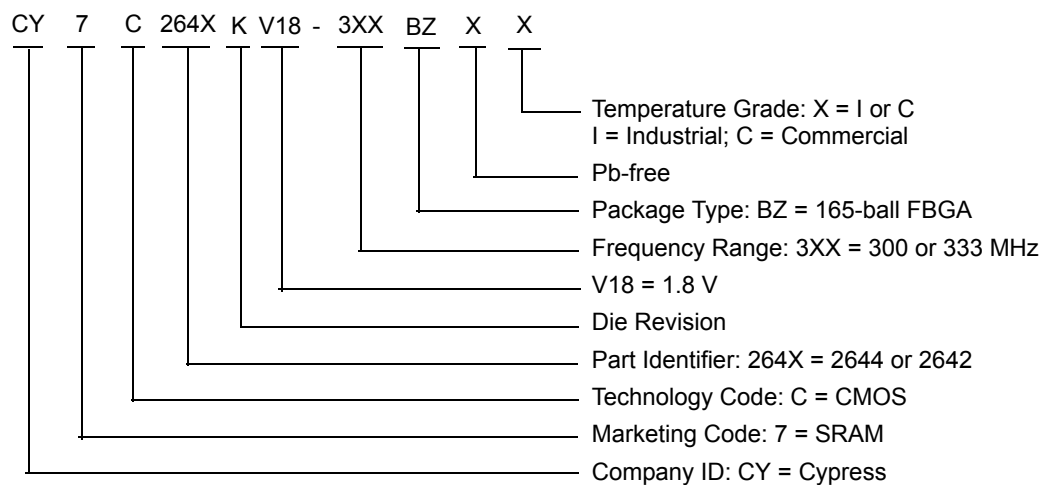 CY 7 C 264X K V18 - 3XX BZ X X
Temperature Grade: X = I or C
I = Industrial; C = Commercial
Pb-free
Package Type: BZ = 165-ball FBGA
Frequency Range: 3XX = 300 or 333 MHz
V18 = 1.8 V
Die Revision
Part Identifier: 264X = 2644 or 2642
Technology Code: C = CMOS
Marketing Code: 7 = SRAM
Company ID: CY = Cypress